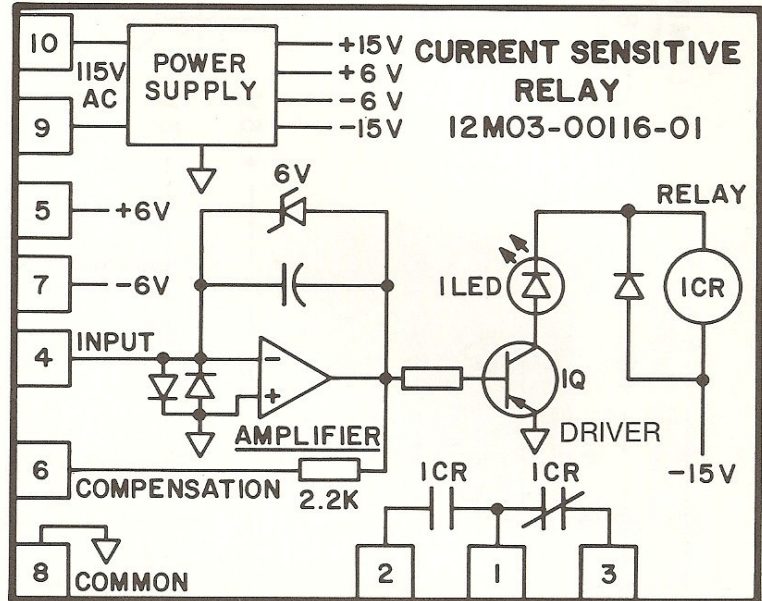 10
115V
AC
9
POWER
SUPPLY
+15V
+6 V
-6 V
-15V
CURRENT SENSITIVE
RELAY
12M03-00116-01
5
+6V
7
-6V
4
INPUT
6V
-
+
AMPLIFIER
6
COMPENSATION
2.2K
8
COMMON
1LED
1Q
DRIVER
RELAY
1CR
-15V
1CR
1CR
2
1
3